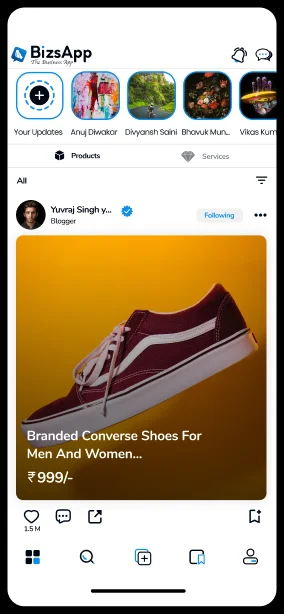 BizsApp
The Business App
Your Updates
Anuj Diwakar
Divyansh Saini
Bhavuk Mun..
Vikas Kum
Products
Services
All
Yuvraj Singh y...
Blogger
Following
Branded Converse Shoes For
Men And Women...
₹999/-
1.5 M